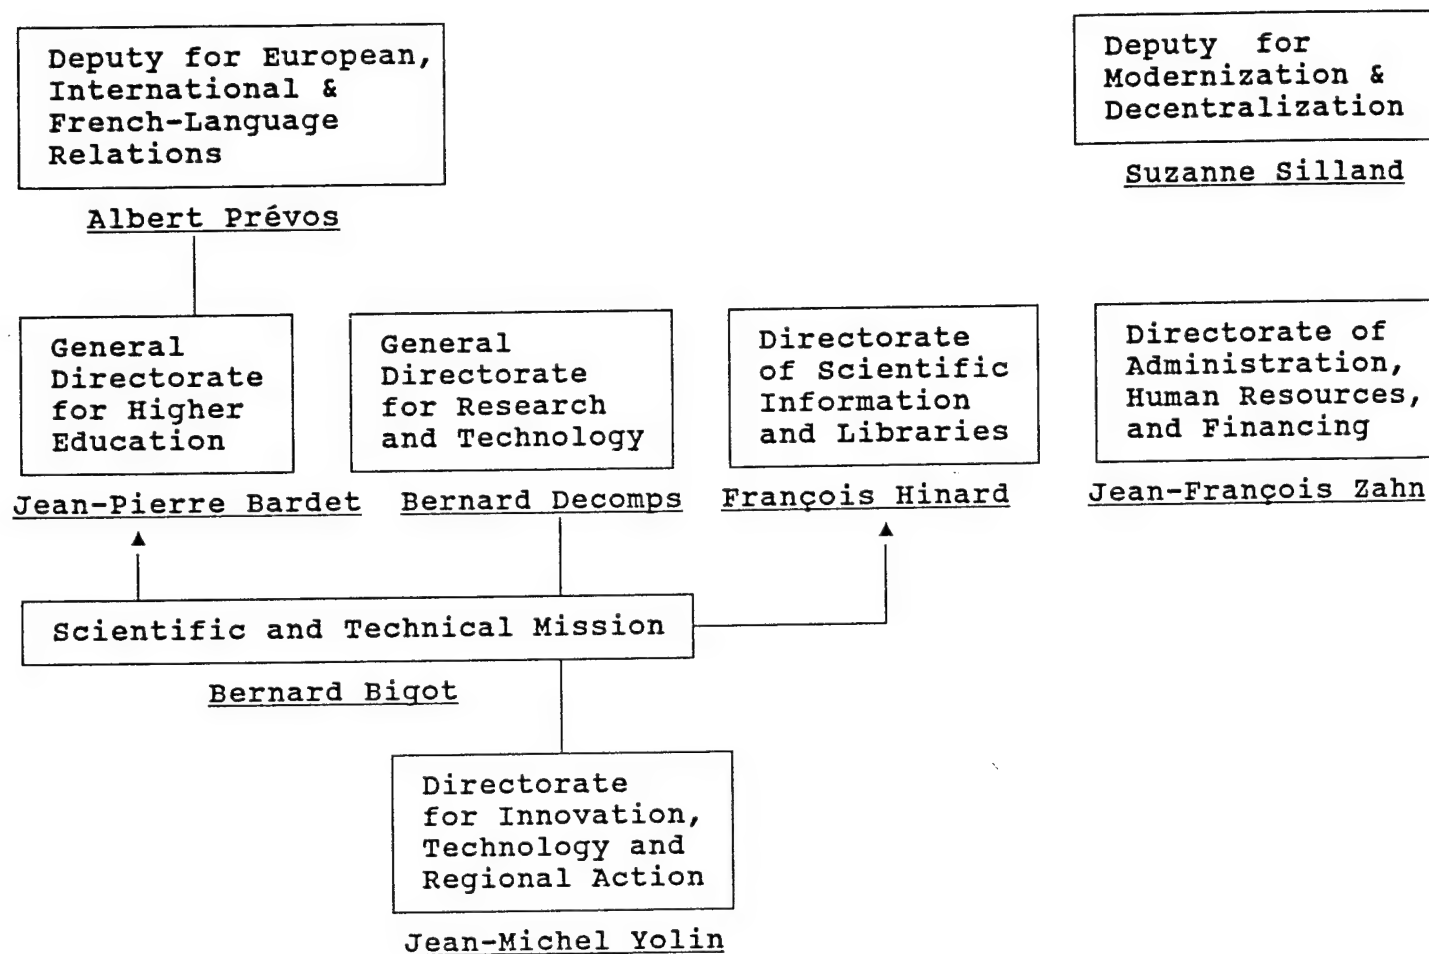 Deputy for European,
International &
French-Language
Relations
Albert Prévos
Deputy for
Modernization &
Decentralization
Suzanne Silland
General
Directorate
for Higher
Education
Jean-Pierre Bardet
General
Directorate
for Research
and Technology
Bernard Decomps
Directorate
of Scientific
Information
and Libraries
François Hinard
Directorate of
Administration,
Human Resources,
and Financing
Jean-François Zahn
Scientific and Technical Mission
Bernard Bigot
Directorate
for Innovation,
Technology and
Regional Action
Jean-Michel Yolin